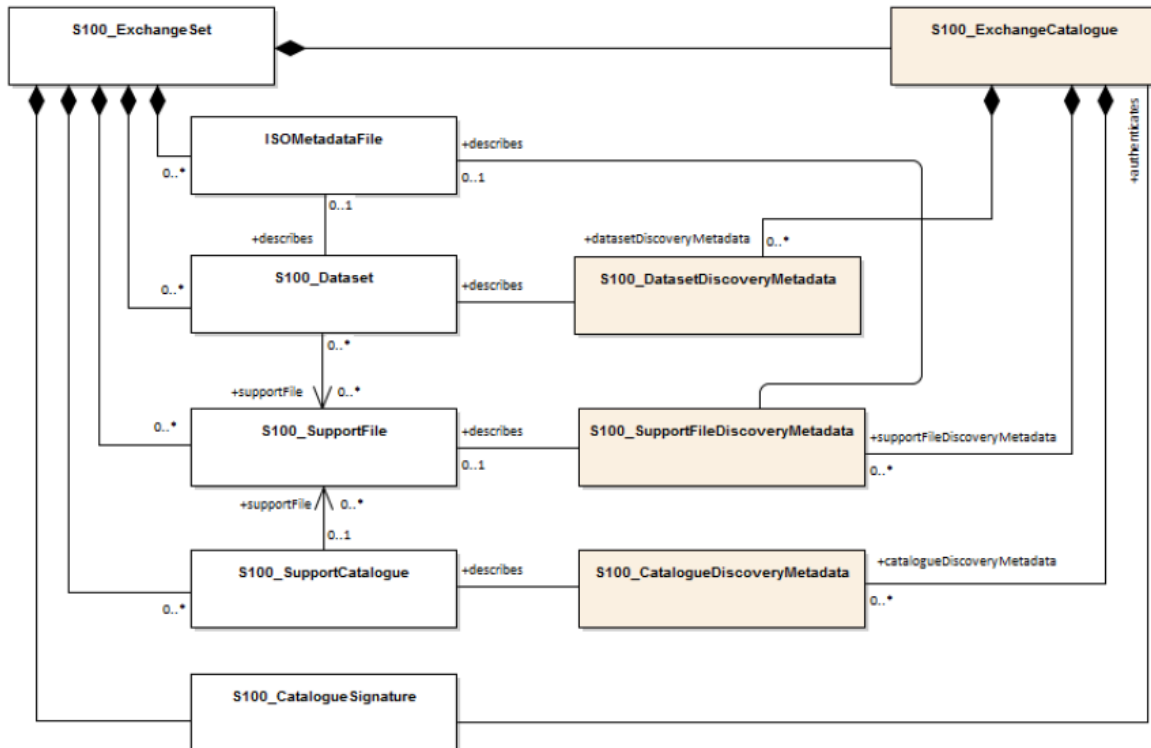 S100_ExchangeSet
S100_ExchangeCatalogue
+authenticates
ISOMetadataFile
+describes
0..*
0..1
0..1
+describes
+datasetDiscoveryMetadata
0..*
S100_Dataset
+describes
S100_DatasetDiscoveryMetadata
0..*
0..*
+supportFile
0..*
S100_SupportFile
+describes
S100_SupportFileDiscoveryMetadata
+supportFileDiscoveryMetadata
0..*
0..1
0..*
+supportFile
0..*
0..1
S100_SupportCatalogue
+describes
S100_CatalogueDiscoveryMetadata
+catalogueDiscoveryMetadata
0..*
0..*
S100_CatalogueSignature